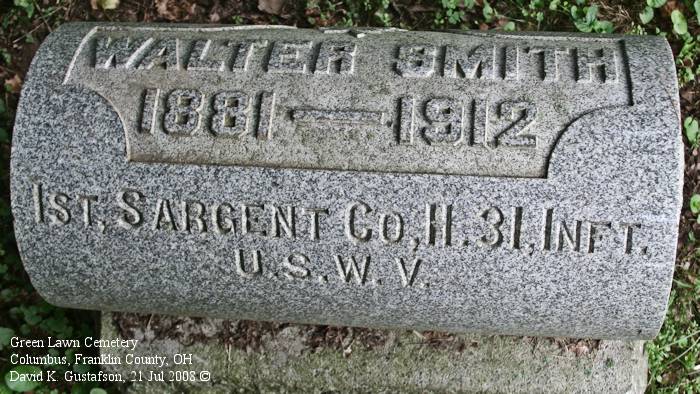 WALTER SMITH
1881—1912
1ST, SARGENT CO, H. 31, INFT.
U.S.W.V.
Green Lawn Cemetery
Columbus, Franklin County, OH
David K. Gustafson, 21 Jul 2008 ©